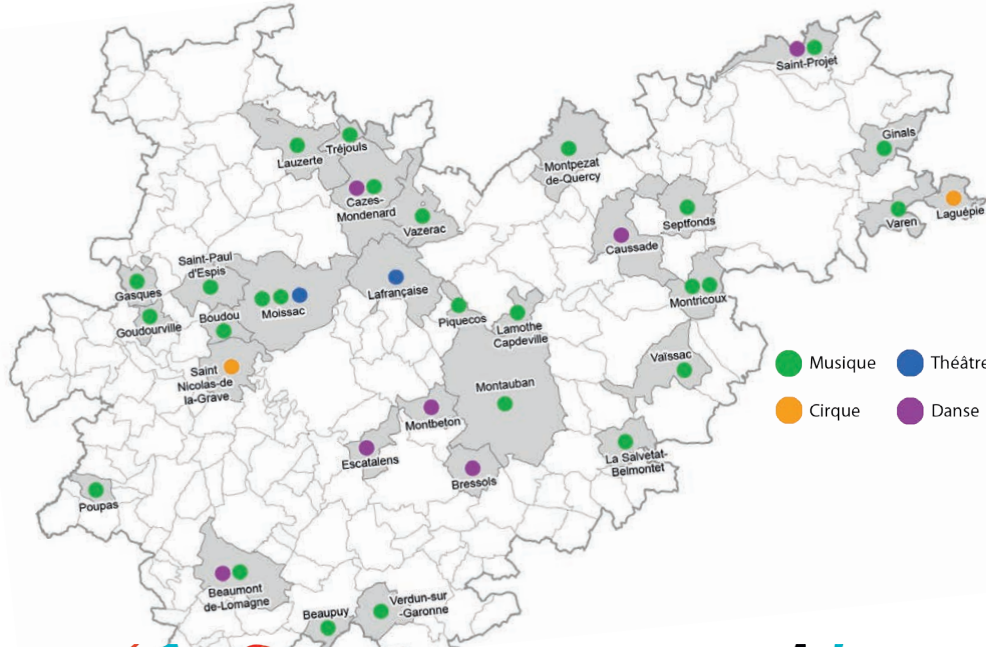 Saint-Projet
Ginals
Tréjouls
Lauzerte
Montpezat
de-Quercy
Cazes-
Mondenard
Vazerac
Septfonds
Varen
Laguépie
Caussade
Saint-Paul
d'Espis
Gasques
Lafrançaise
Moissac
Montricoux
Goudourville
Boudou
Piquecos
Lamothe
Capdeville
Vaïssac
Saint
Nicolas-de
la-Grave
Montauban
Musique
Théâtre
Cirque
Danse
Montbeton
Escatalens
La Salvetat-
Belmontet
Bressols
Poupas
Beaumont
de-Lomagne
Beaupuy
Verdun-sur
-Garonne